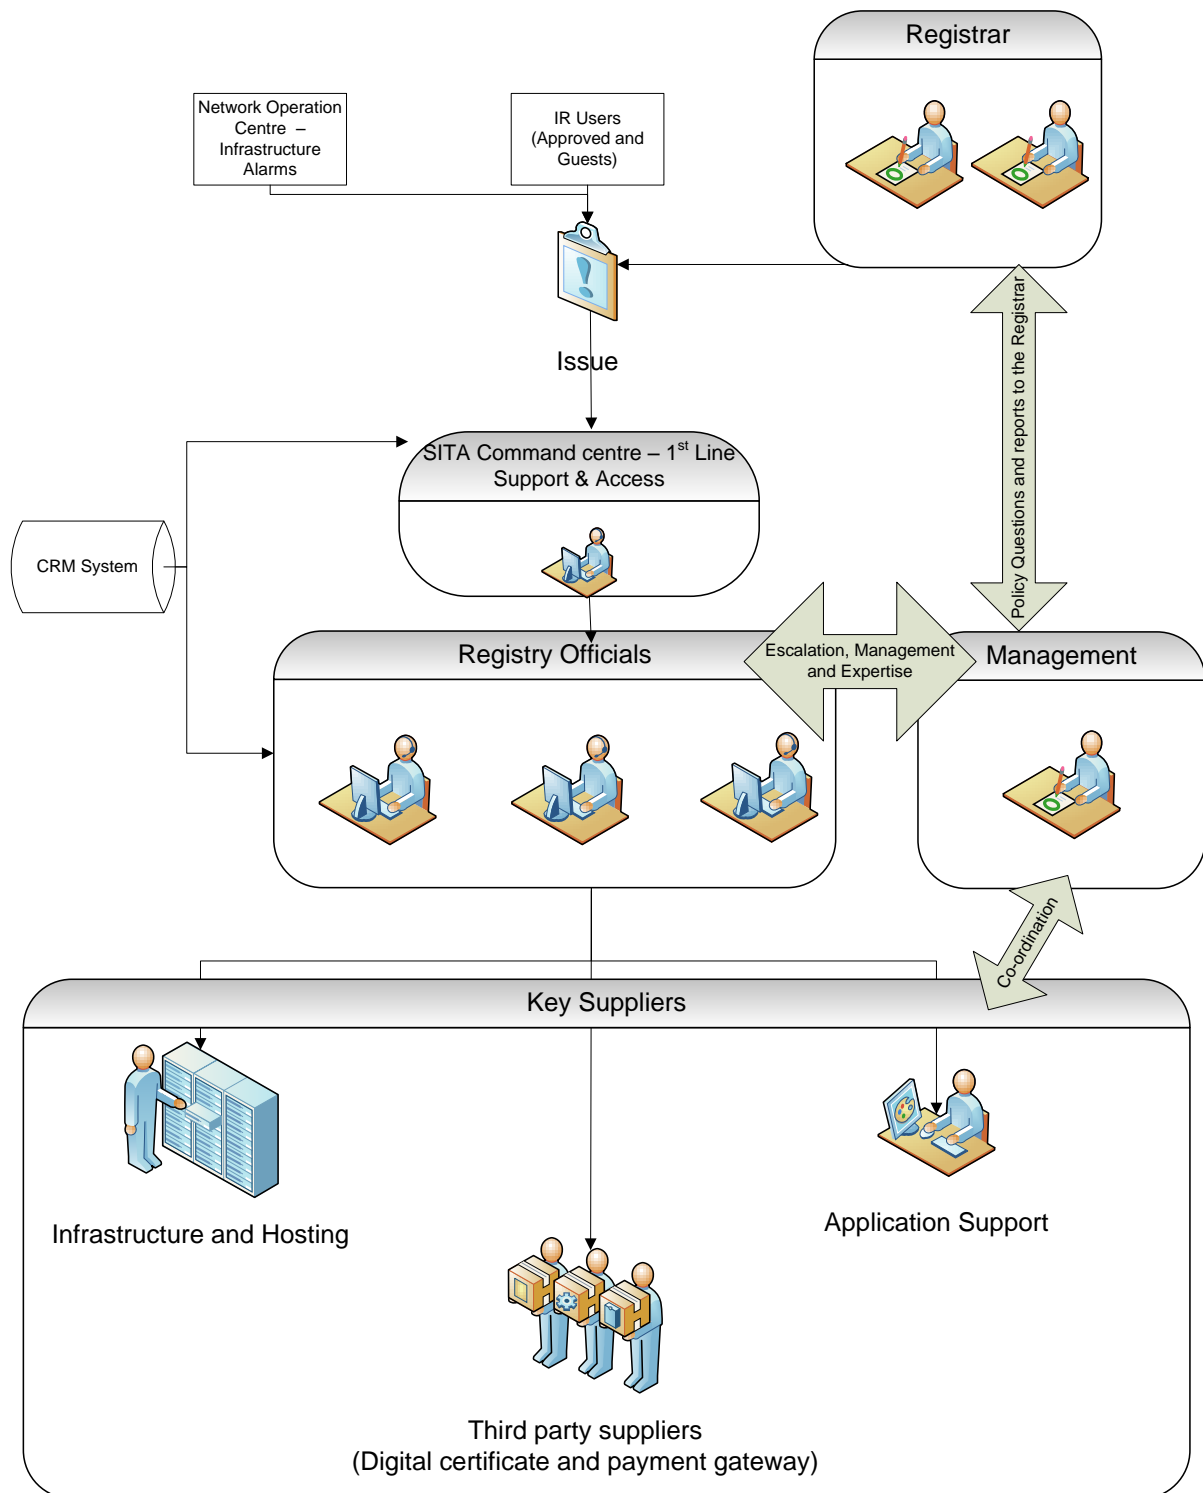 Registrar
Network Operation
Centre –
Infrastructure
Alarms
IR Users
(Approved and
Guests)
Issue
Policy Questions and reports to the Registrar
SITA Command centre – 1st Line
Support & Access
CRM System
Registry Officials
Escalation, Management
and Expertise
Management
Co-ordination
Key Suppliers
Infrastructure and Hosting
Application Support
Third party suppliers
(Digital certificate and payment gateway)